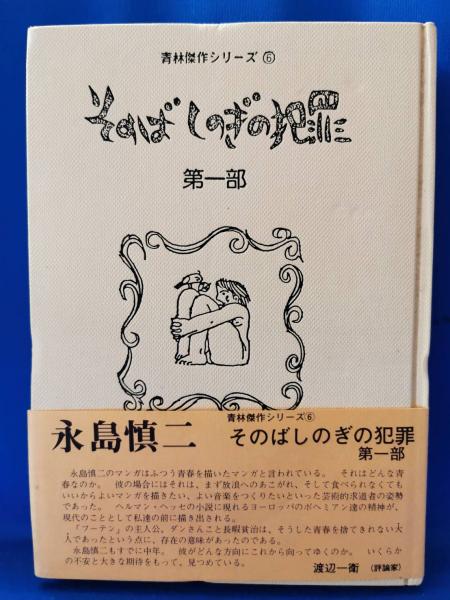 青林傑作シリーズ⑥
そのばしのぎの犯罪
第一部
青林傑作シリーズ⑥
永島慎二
そのばしのぎの犯罪
第一部
永島慎二のマンガはふつう青春を描いたマンガと言われている。 それはどんな青
春なのか。 彼の場合にはそれは、まず放浪へのあこがれ、そして食べられなくても
いいからよいマンガを描きたい、よい音楽をつくりたいといった芸術的求道者の姿勢
であった。 ヘルマン・ヘッセの小説に現れるヨーロッパのボヘミアン達の精神が、
現代のこととして私達の前に描き出される。
「フーテン」の主人公、ダンさんこと長暇貧治は、そうした青春を捨てきれない大
人であったという点に、存在の意味があったのである。
永島慎二もすでに中年。 彼がどんな方向にこれから向ってゆくのか。 いくらか
の不安と大きな期待をもって、見つめている。
渡辺一衛 (評論家)